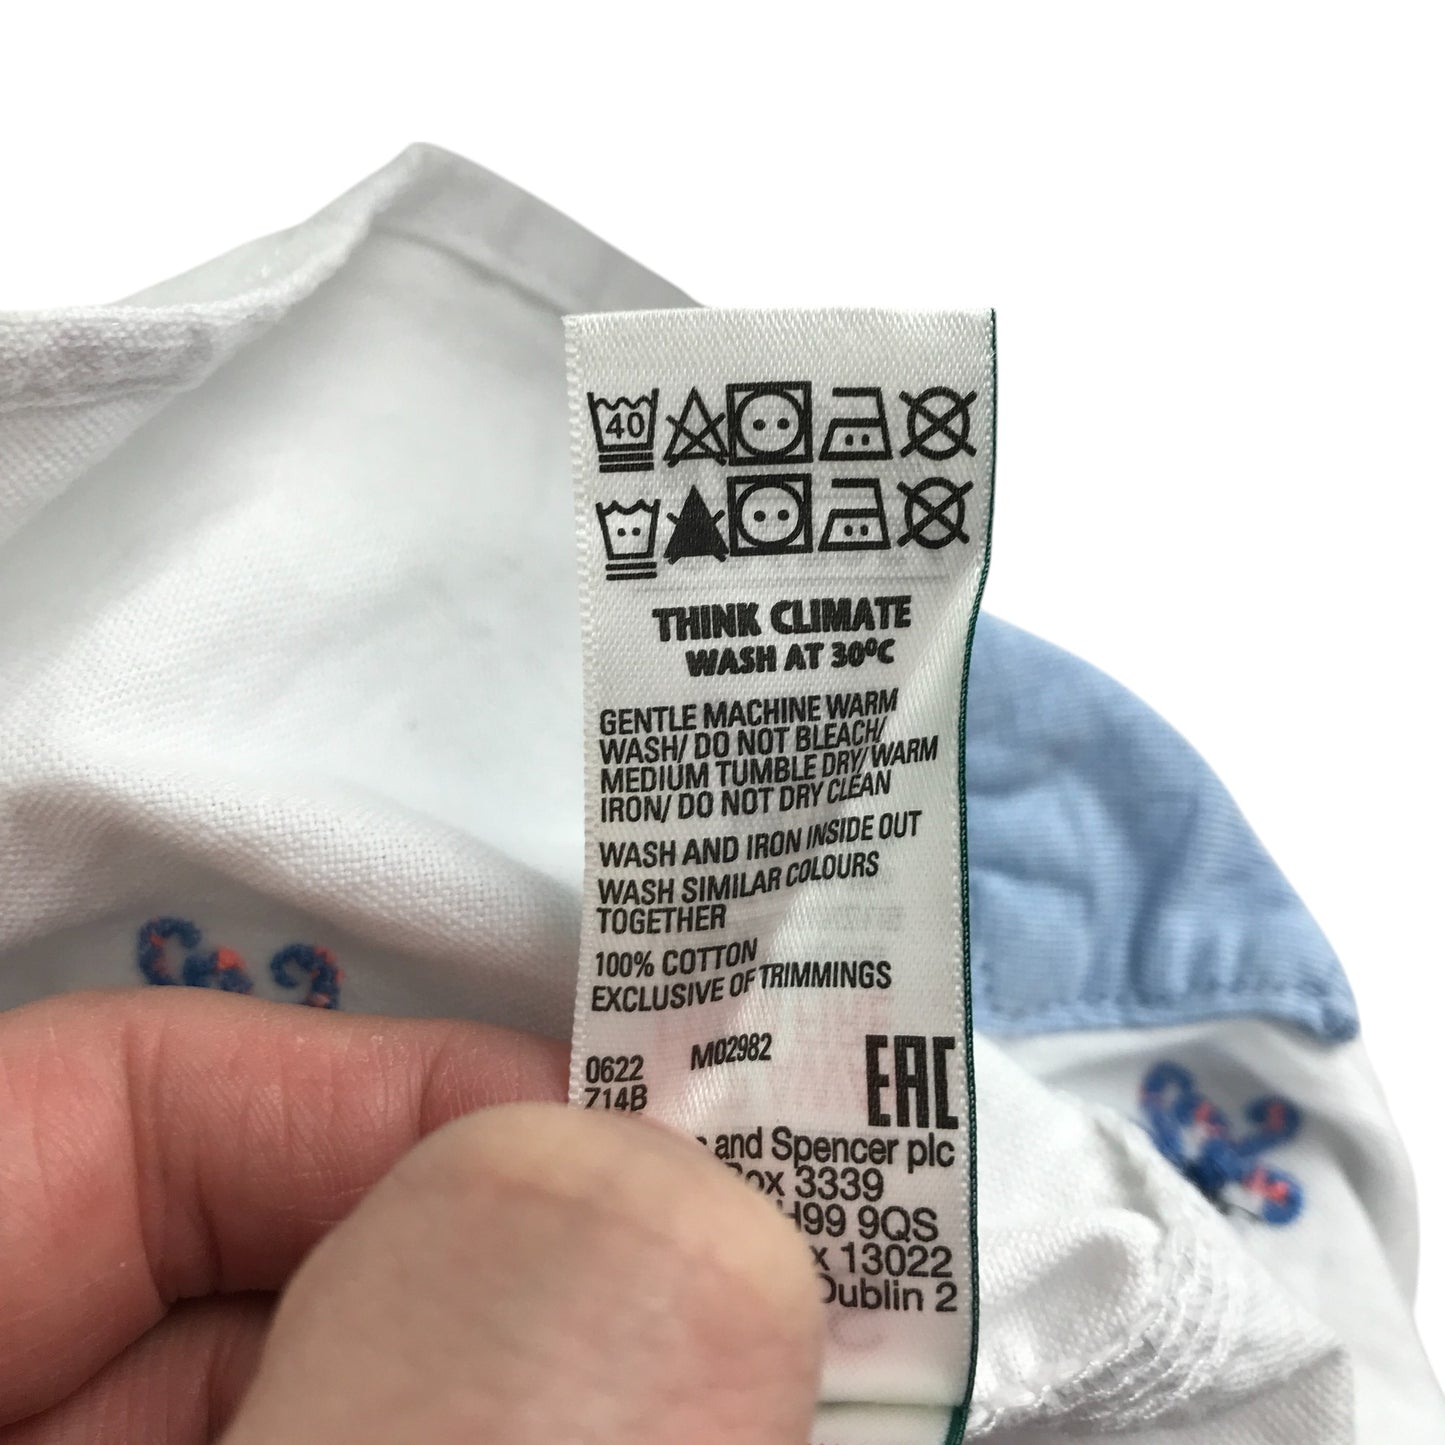 40
THINK CLIMATE
WASH AT 30ºC
GENTLE MACHINE WARM
WASH/ DO NOT BLEACH/
MEDIUM TUMBLE DRY/ WARM
IRON/ DO NOT DRY CLEAN
WASH AND IRON INSIDE OUT
WASH SIMILAR COLOURS
TOGETHER
100% COTTON
EXCLUSIVE OF TRIMMINGS
0622 M02982 EAC
714B
and Spencer plc
3339
9QS
13022
Dublin 2